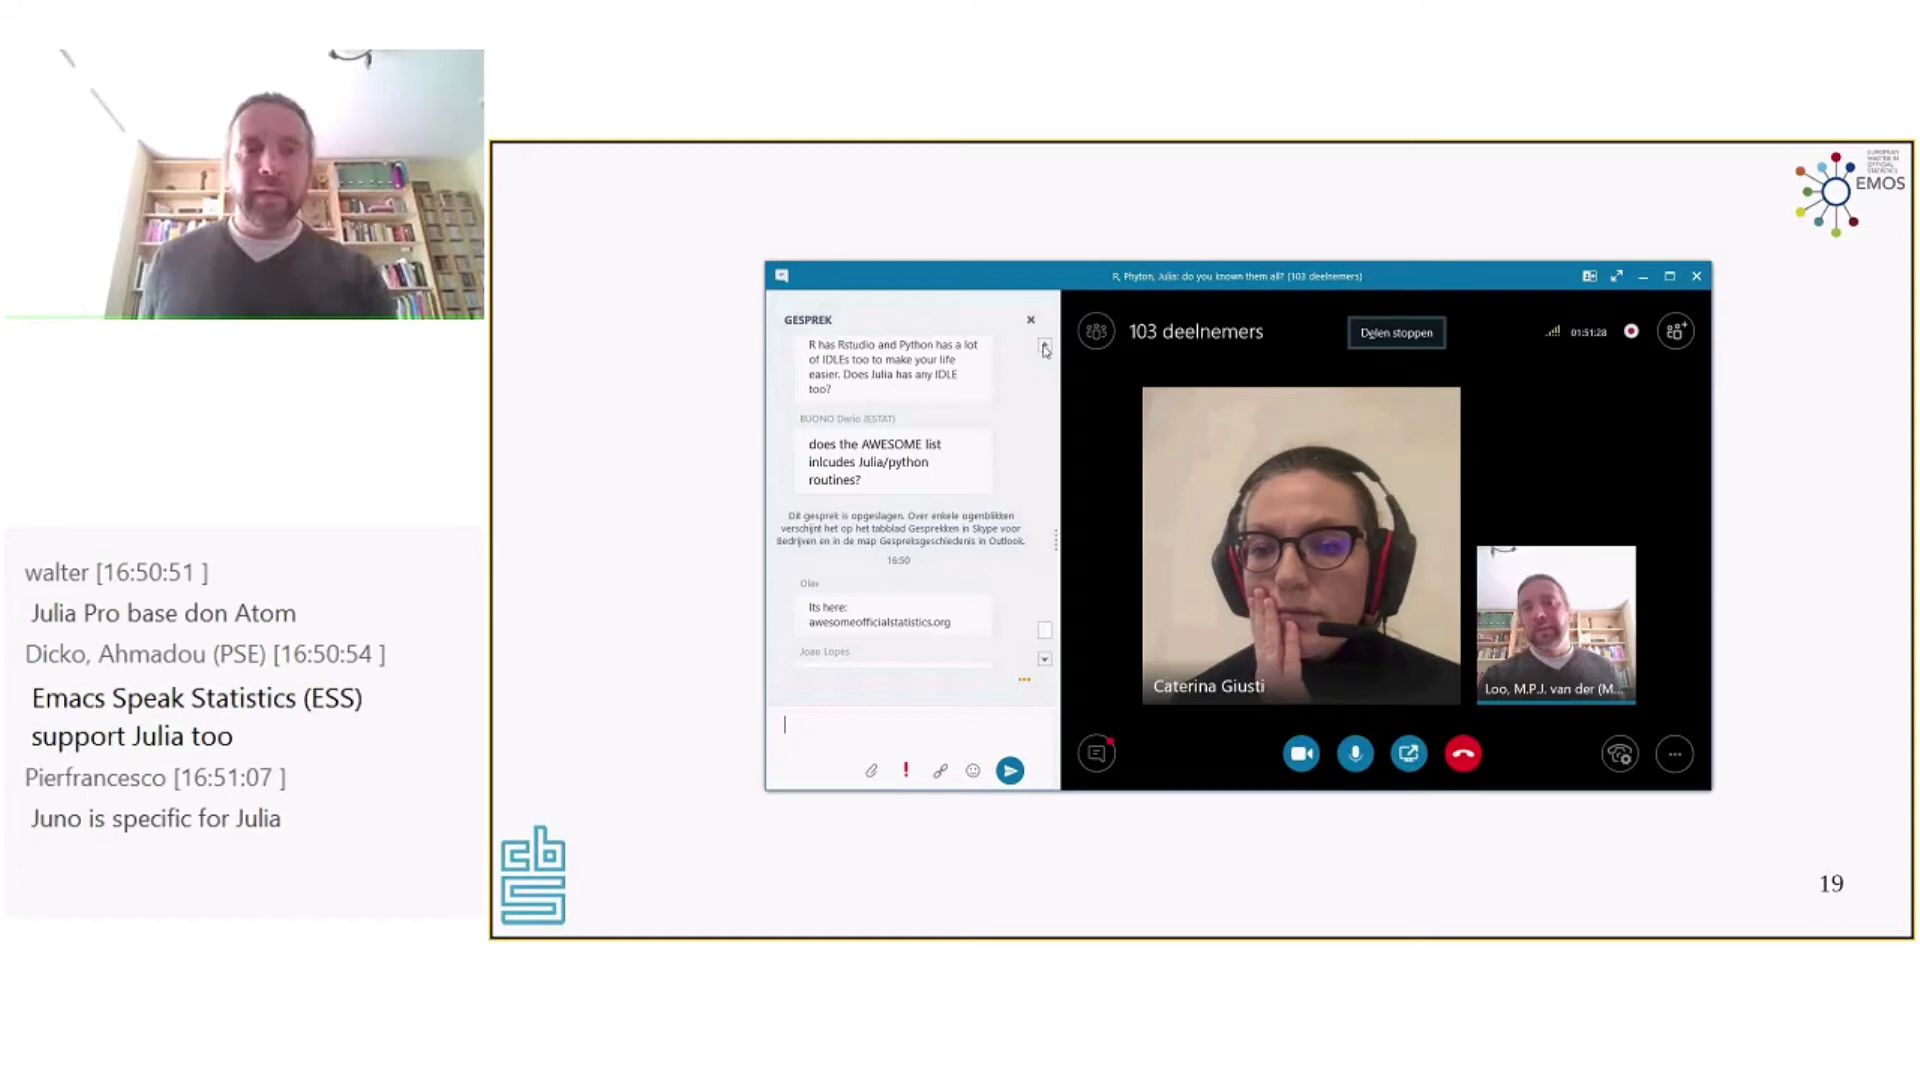 EUROPEAN
MASTER IN
OFFICIAL
STATISTICS
EMOS
R, Phyton, Julia: do you known them all? (103 deelnemers)
GESPREK
R has Rstudio and Python has a lot
of IDLEs too to make your life
easier. Does Julia has any IDLE
too?
BUONO Dario (ESTAT)
does the AWESOME list
inlcudes Julia/python
routines?
Dit gesprek is opgeslagen. Over enkele ogenblikken
verschijnt het op het tabblad Gesprekken in Skype voor
Bedrijven en in de map Gespreksgeschiedenis in Outlook.
16:50
Olav
Its here:
awesomeofficialstatistics.org
Joao Lopes
103 deelnemers
Delen stoppen
01:51:28
Caterina Giusti
Loo, M.P.J. van der (M...
walter [16:50:51 ]
Julia Pro base don Atom
Dicko, Ahmadou (PSE) [16:50:54 ]
Emacs Speak Statistics (ESS)
support Julia too
Pierfrancesco [16:51:07 ]
Juno is specific for Julia
cbs
19